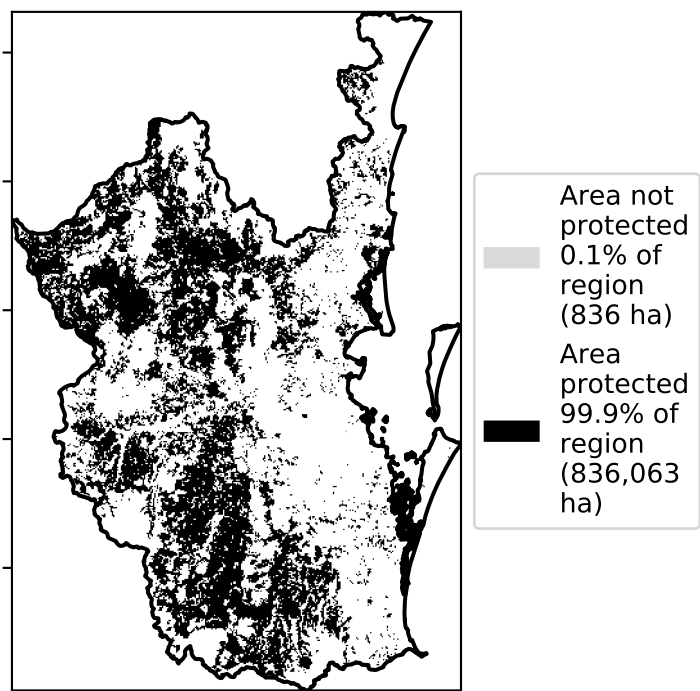 Area not
protected
0.1% of
region
(836 ha)
Area
protected
99.9% of
region
(836,063
ha)